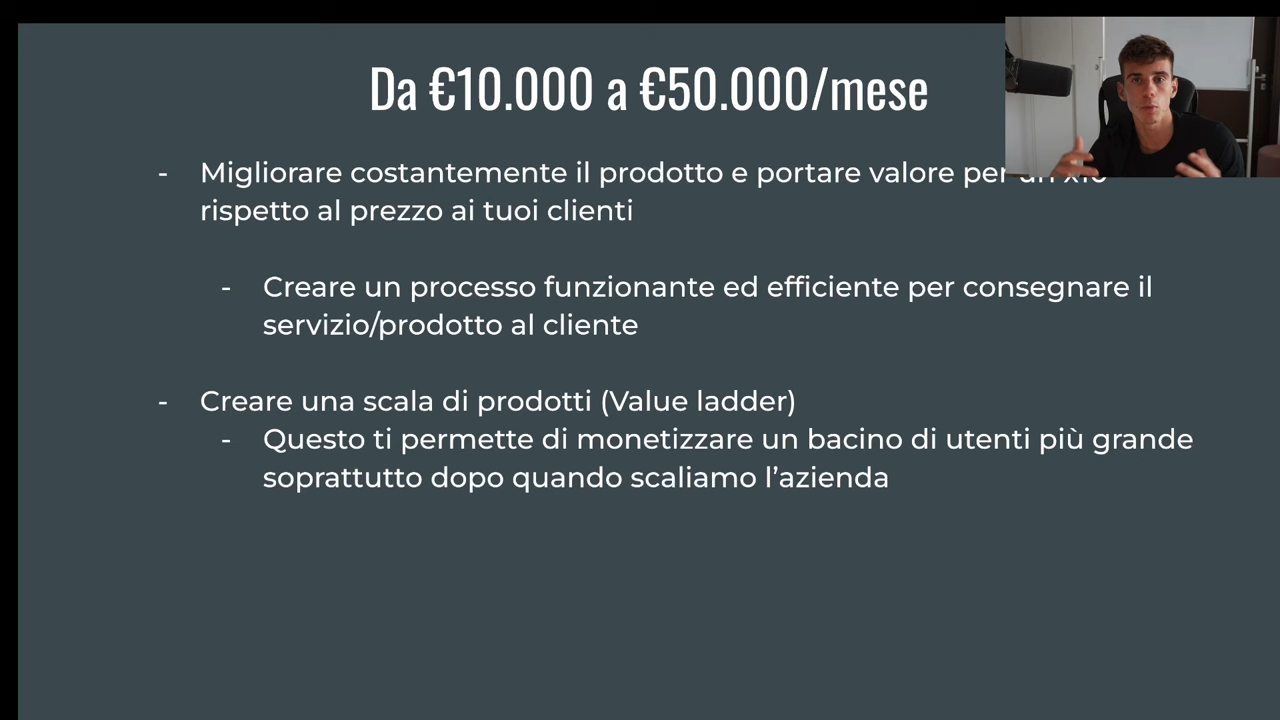 Da €10.000 a €50.000/mese
- Migliorare costantemente il prodotto e portare valore per un x10
rispetto al prezzo ai tuoi clienti
- Creare un processo funzionante ed efficiente per consegnare il
servizio/prodotto al cliente
- Creare una scala di prodotti (Value ladder)
- Questo ti permette di monetizzare un bacino di utenti più grande
soprattutto dopo quando scaliamo l’azienda